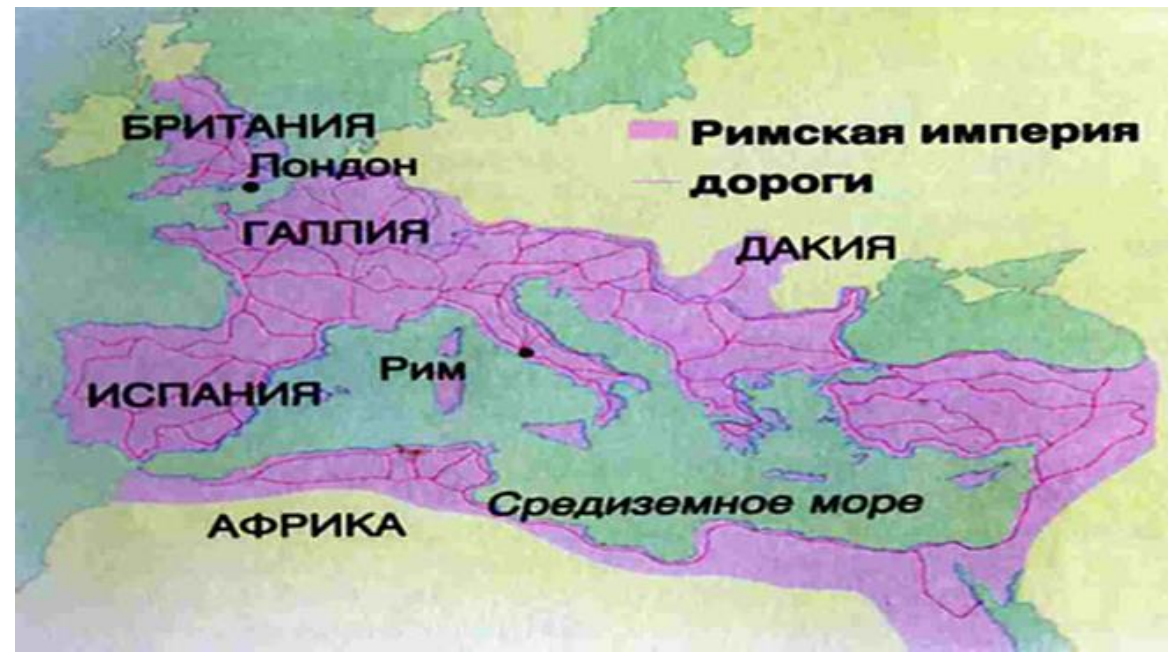 БРИТАНИЯ
Лондон
Римская империя
дороги
ГАЛЛИЯ
ДАКИЯ
Рим
ИСПАНИЯ
Средиземное море
АФРИКА